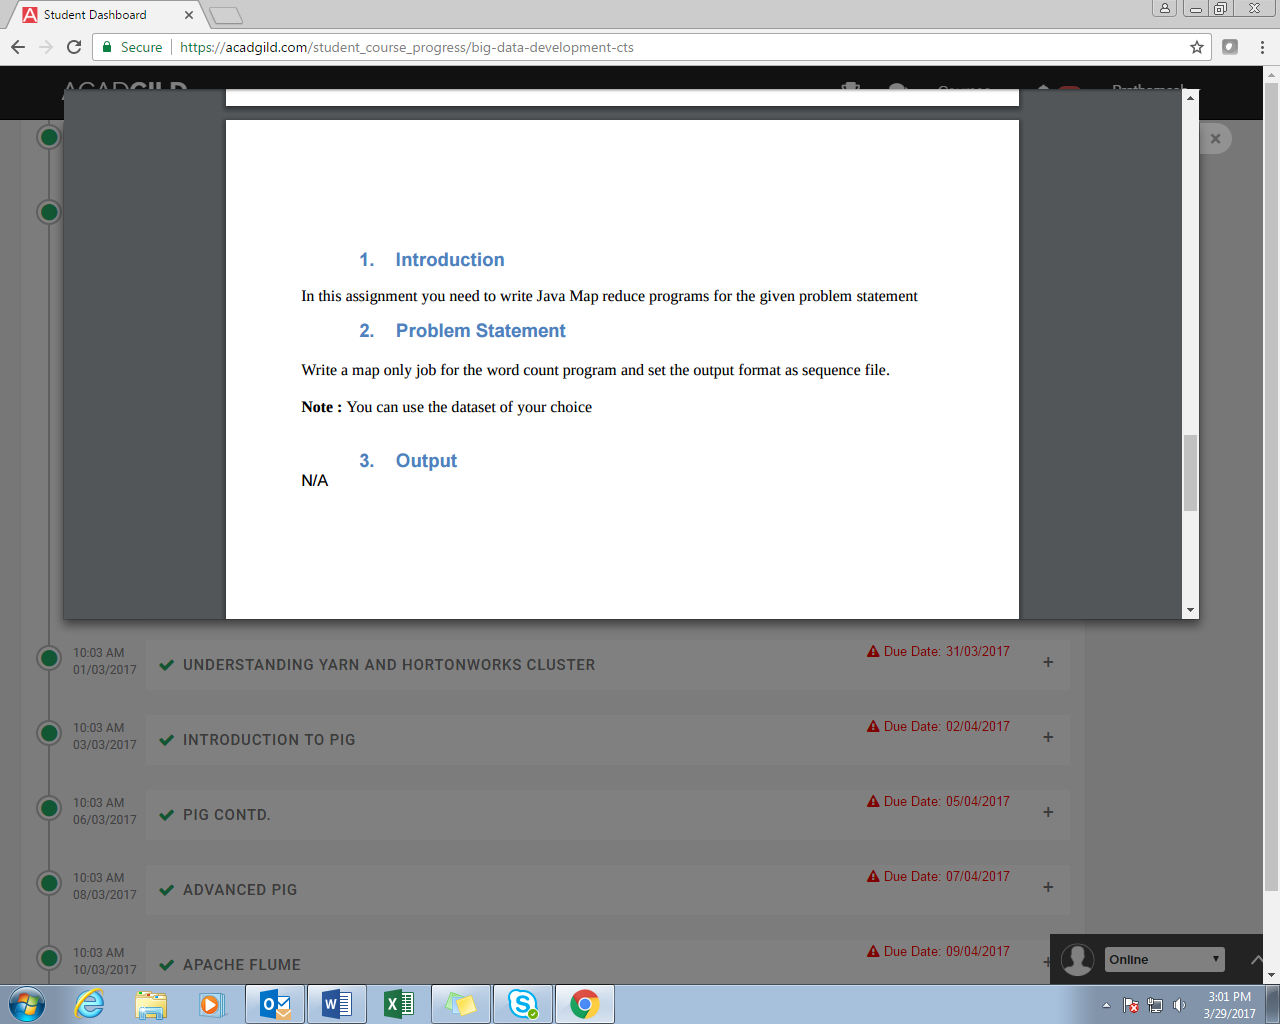 Student Dashboard
Secure
https://acadgild.com/student_course_progress/big-data-development-cts
1. Introduction
In this assignment you need to write Java Map reduce programs for the given problem statement
2. Problem Statement
Write a map only job for the word count program and set the output format as sequence file.
Note : You can use the dataset of your choice
3. Output
N/A
10:03 AM
01/03/2017
UNDERSTANDING YARN AND HORTONWORKS CLUSTER
Due Date: 31/03/2017
10:03 AM
03/03/2017
INTRODUCTION TO PIG
Due Date: 02/04/2017
10:03 AM
06/03/2017
PIG CONTD.
Due Date: 05/04/2017
10:03 AM
08/03/2017
ADVANCED PIG
Due Date: 07/04/2017
10:03 AM
10/03/2017
APACHE FLUME
Due Date: 09/04/2017
Online
3:01 PM
3/29/2017